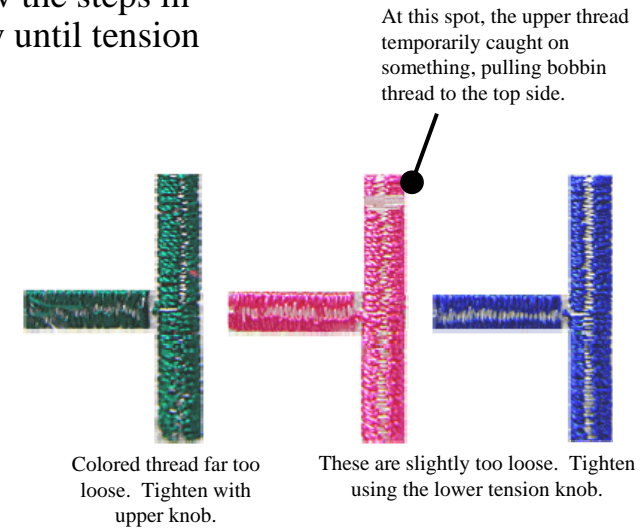 the steps in
until tension
At this spot, the upper thread
temporarily caught on
something, pulling bobbin
thread to the top side.
Colored thread far too
loose. Tighten with
upper knob.
These are slightly too loose. Tighten
using the lower tension knob.